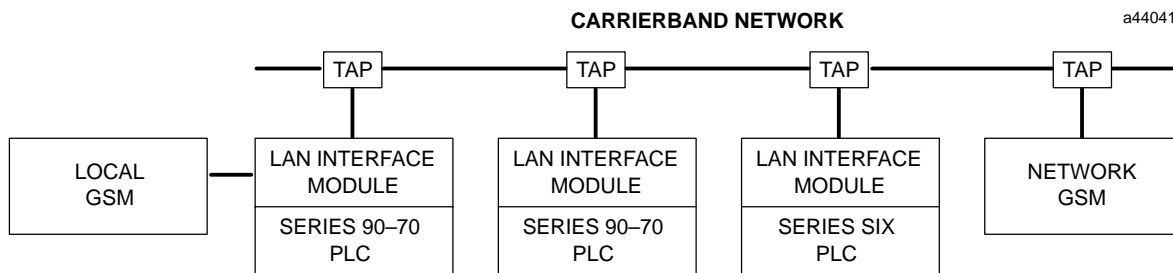 CARRIERBAND NETWORK
a44041
TAP
TAP
TAP
TAP
LOCAL
GSM
LAN INTERFACE
MODULE
SERIES 90–70
PLC
LAN INTERFACE
MODULE
SERIES 90–70
PLC
LAN INTERFACE
MODULE
SERIES SIX
PLC
NETWORK
GSM